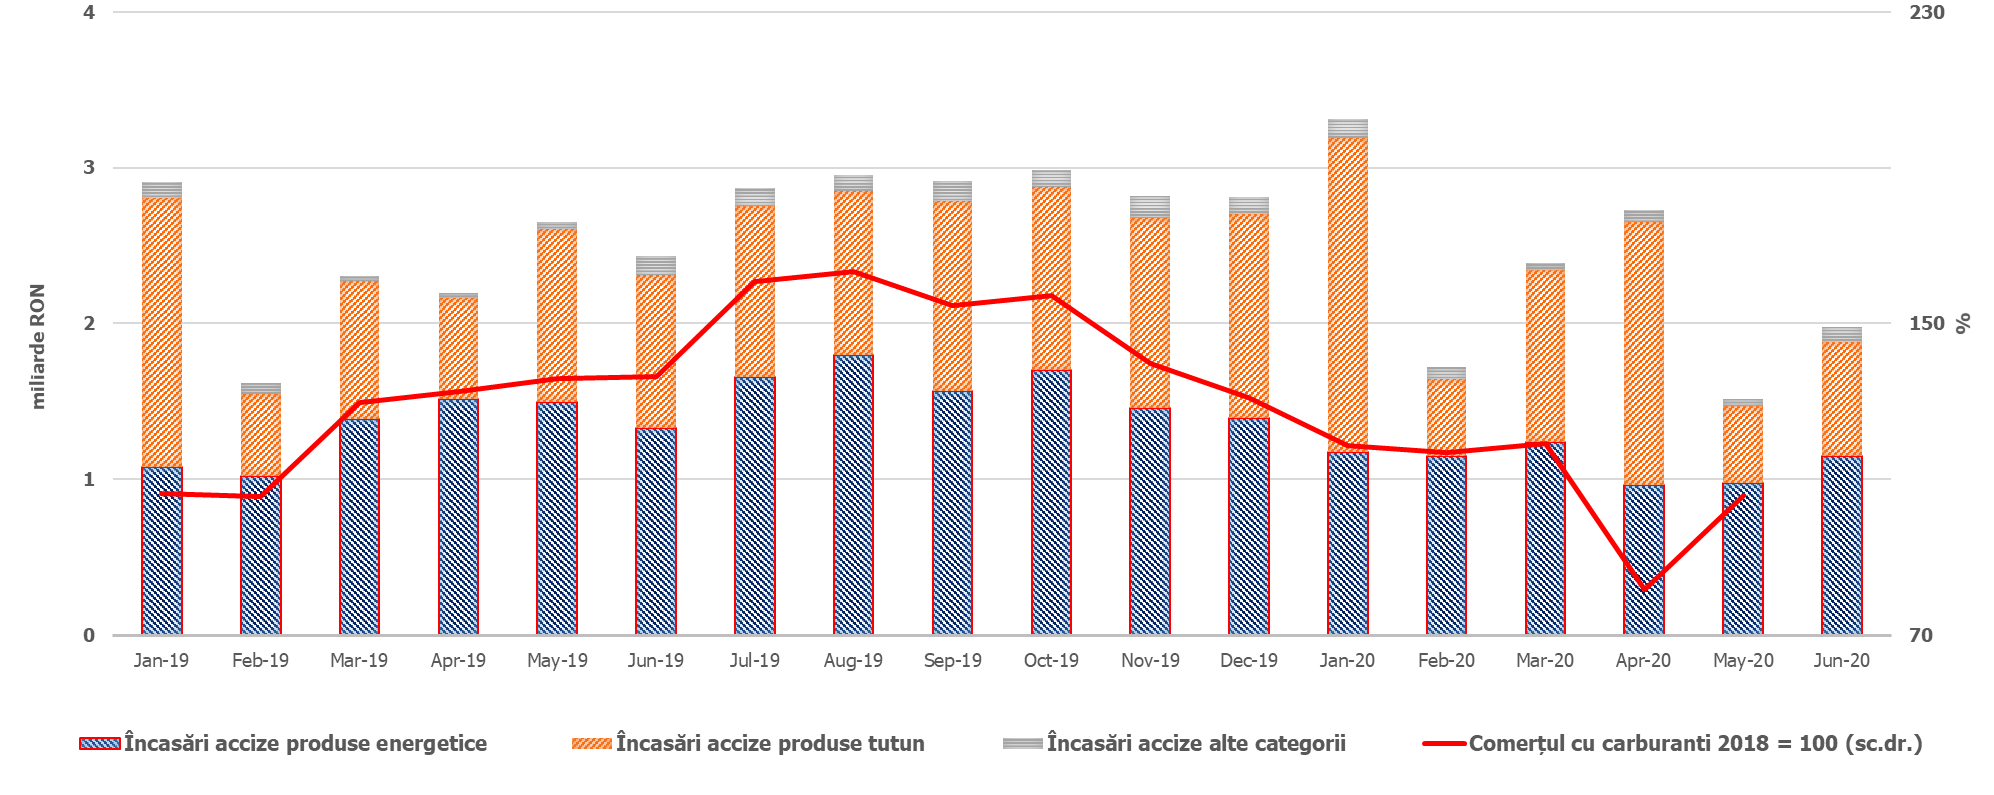 4
230
3
2
150
1
0
70
miliarde RON
%
Jan-19 Feb-19 Mar-19 Apr-19 May-19 Jun-19 Jul-19 Aug-19 Sep-19 Oct-19 Nov-19 Dec-19 Jan-20 Feb-20 Mar-20 Apr-20 May-20 Jun-20
Încasări accize produse energetice
Încasări accize produse tutun
Încasări accize alte categorii
Comerțul cu carburanti 2018 = 100 (sc.dr.)